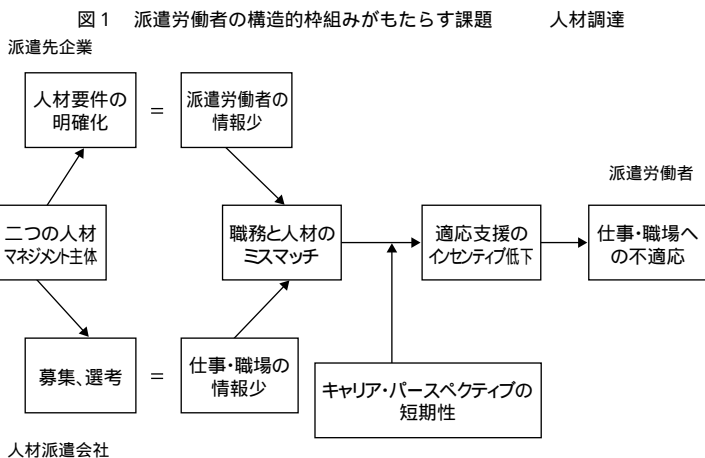 図1 派遣労働者の構造的枠組みがもたらす課題 人材調達
派遣先企業
人材要件の
明確化
=
派遣労働者の
情報少
派遣労働者
二つの人材
マネジメント主体
職務と人材の
ミスマッチ
適応支援の
インセンティブ低下
仕事・職場へ
の不適応
募集、選考
=
仕事・職場の
情報少
キャリア・パースペクティブの
短期性
人材派遣会社